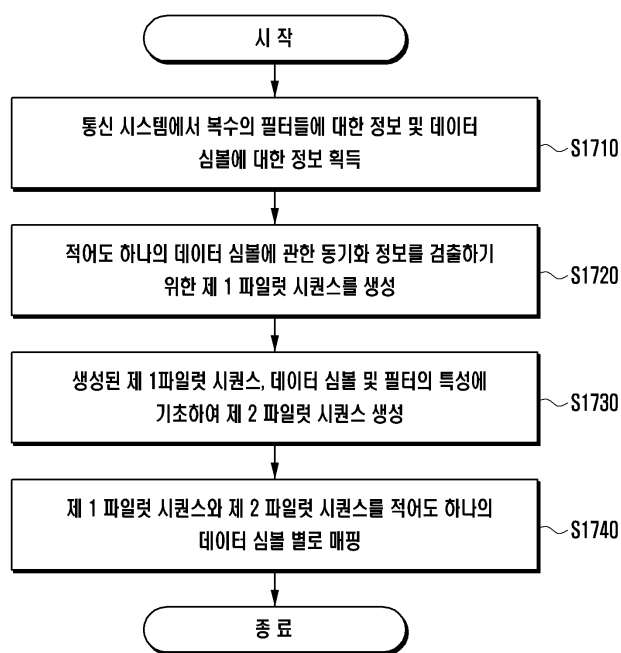 시 작
통신 시스템에서 복수의 필터들에 대한 정보 및 데이터
심볼에 대한 정보 획득
S1710
적어도 하나의 데이터 심볼에 관한 동기화 정보를 검출하기
위한 제 1 파일럿 시퀀스를 생성
S1720
생성된 제 1파일럿 시퀀스, 데이터 심볼 및 필터의 특성에
기초하여 제 2 파일럿 시퀀스 생성
S1730
제 1 파일럿 시퀀스와 제 2 파일럿 시퀀스를 적어도 하나의
데이터 심볼 별로 매핑
S1740
종 료